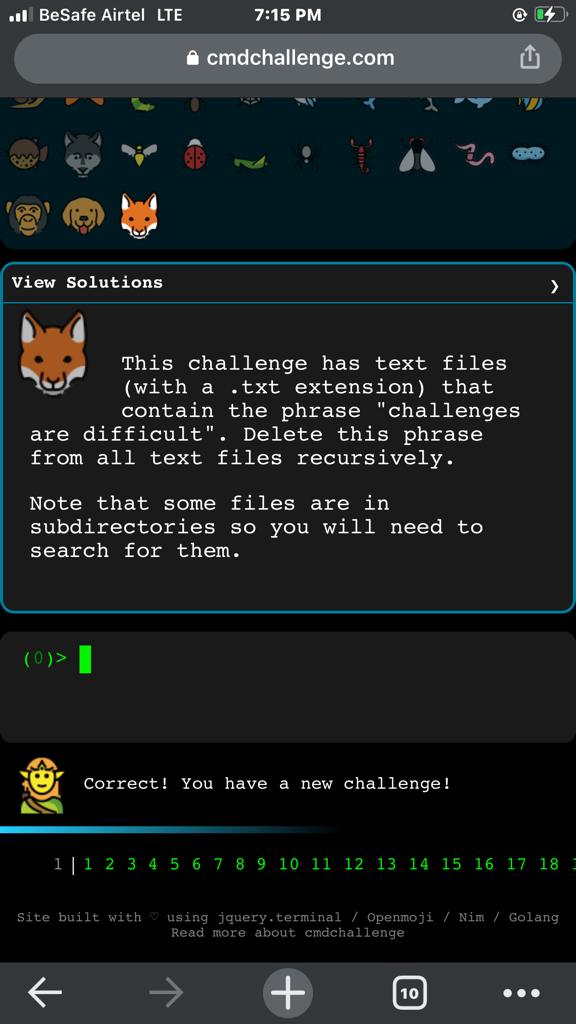 BeSafe Airtel LTE 7:15 PM
cmdchallenge.com
View Solutions ❯
This challenge has text files
(with a .txt extension) that
contain the phrase "challenges
are difficult". Delete this phrase
from all text files recursively.
Note that some files are in
subdirectories so you will need to
search for them.
(0)>
Correct! You have a new challenge!
1 | 1 2 3 4 5 6 7 8 9 10 11 12 13 14 15 16 17 18
Site built with ♡ using jquery.terminal / Openmoji / Nim / Golang
Read more about cmdchallenge
10